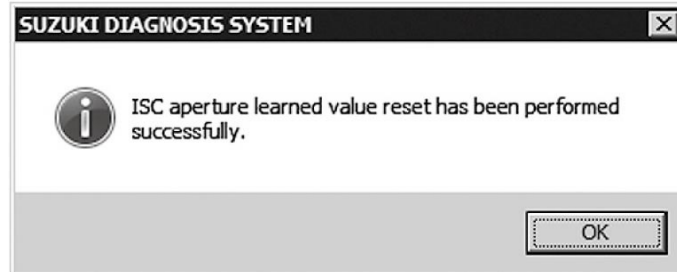 SUZUKI DIAGNOSIS SYSTEM
ISC aperture learned value reset has been performed
successfully.
OK